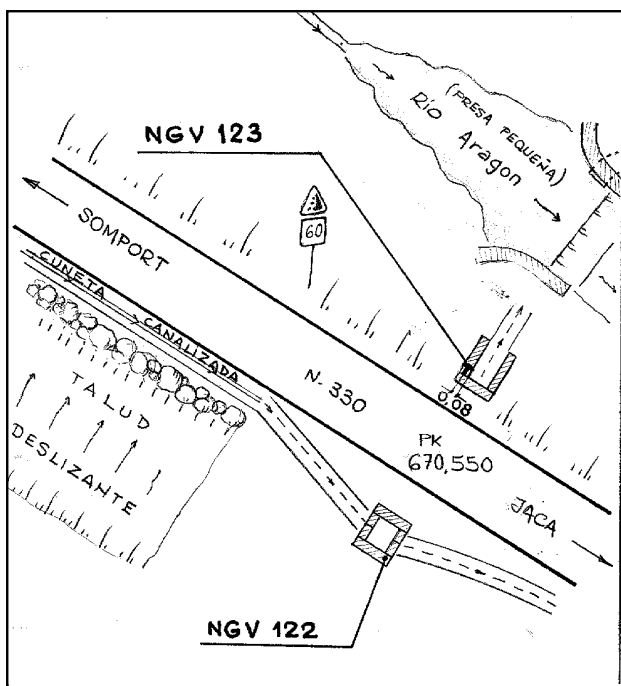 (PRESA PEQUEÑA)
Río
Aragon
NGV 123
SOMPORT
60
CUNETA
CANALIZADA
N-330
0,08
TALUD
DESLIZANTE
PK
670,550
JACA
NGV 122